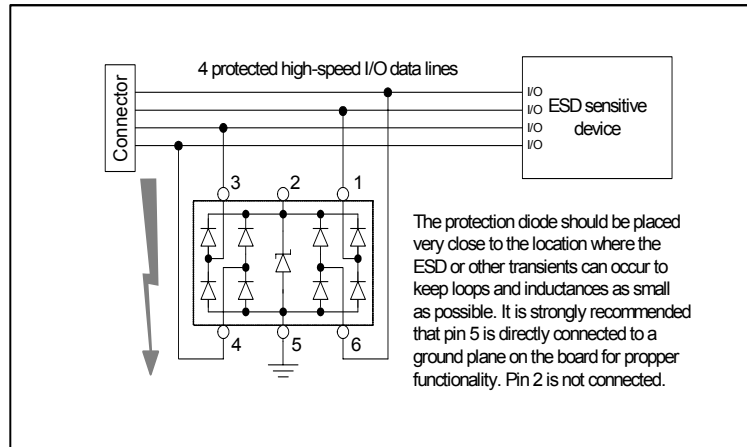 4 protected high-speed I/O data lines
Connector
I/O
I/O
I/O
I/O
ESD sensitive
device
3
2
1
The protection diode should be placed
very close to the location where the
ESD or other transients can occur to
keep loops and inductances as small
as possible. It is strongly recommended
that pin 5 is directly connected to a
ground plane on the board for propper
functionality. Pin 2 is not connected.
4
5
6